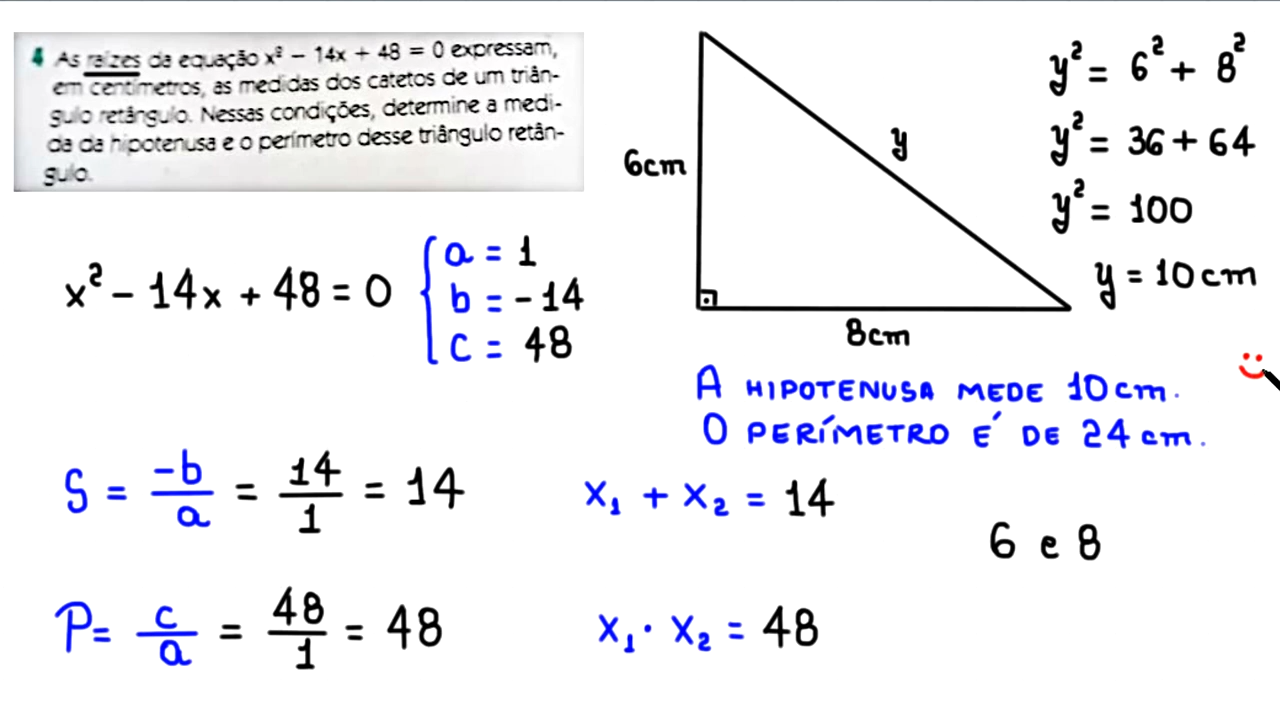 4 As raízes da equação x² – 14x + 48 = 0 expressam,
em centímetros, as medidas dos catetos de um triân-
gulo retângulo. Nessas condições, determine a medi-
da da hipotenusa e o perímetro desse triângulo retân-
gulo.
x² - 14x + 48 = 0
a = 1
b = -14
c = 48
6cm
y
8cm
y² = 6² + 8²
y² = 36 + 64
y² = 100
y = 10cm
A HIPOTENUSA MEDE 10cm.
O PERÍMETRO É DE 24cm.
S = -b/a = 14/1 = 14
x₁ + x₂ = 14
6 e 8
P = c/a = 48/1 = 48
x₁ · x₂ = 48